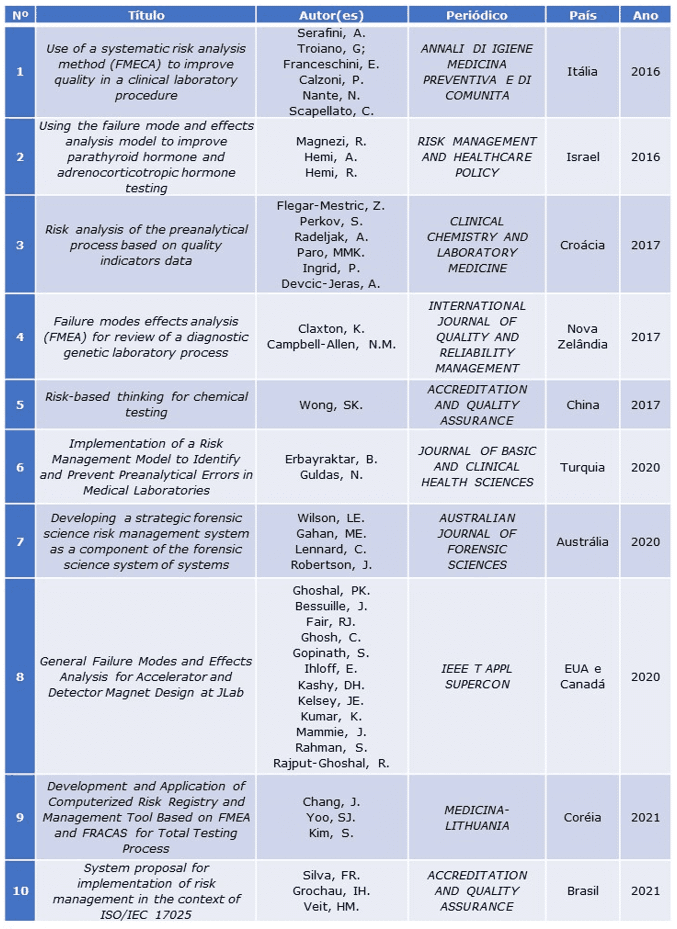 Nº Título Autor(es) Periódico País Ano
1
Use of a systematic risk analysis
method (FMECA) to improve
quality in a clinical laboratory
procedure
Serafini, A.
Troiano, G;
Franceschini, E.
Calzoni, P.
Nante, N.
Scapellato, C.
ANNALI DI IGIENE
MEDICINA
PREVENTIVA E DI
COMUNITA
Itália
2016
2
Using the failure mode and effects
analysis model to improve
parathyroid hormone and
adrenocorticotropic hormone
testing
Magnezi, R.
Hemi, A.
Hemi, R.
RISK MANAGEMENT
AND HEALTHCARE
POLICY
Israel
2016
3
Risk analysis of the preanalytical
process based on quality
indicators data
Flegar-Mestric, Z.
Perkov, S.
Radeljak, A.
Paro, MMK.
Ingrid, P.
Devcic-Jeras, A.
CLINICAL
CHEMISTRY AND
LABORATORY
MEDICINE
Croácia
2017
4
Failure modes effects analysis
(FMEA) for review of a diagnostic
genetic laboratory process
Claxton, K.
Campbell-Allen, N.M.
INTERNATIONAL
JOURNAL OF
QUALITY AND
RELIABILITY
MANAGEMENT
Nova
Zelândia
2017
5
Risk-based thinking for chemical
testing
Wong, SK.
ACCREDITATION
AND QUALITY
ASSURANCE
China
2017
6
Implementation of a Risk
Management Model to Identify
and Prevent Preanalytical Errors in
Medical Laboratories
Erbayraktar, B.
Guldas, N.
JOURNAL OF BASIC
AND CLINICAL
HEALTH SCIENCES
Turquia
2020
7
Developing a strategic forensic
science risk management system
as a component of the forensic
science system of systems
Wilson, LE.
Gahan, ME.
Lennard, C.
Robertson, J.
AUSTRALIAN
JOURNAL OF
FORENSIC
SCIENCES
Austrália
2020
8
General Failure Modes and Effects
Analysis for Accelerator and
Detector Magnet Design at JLab
Ghoshal, PK.
Bessuille, J.
Fair, RJ.
Ghosh, C.
Gopinath, S.
Ihloff, E.
Kashy, DH.
Kelsey, JE.
Kumar, K.
Mammie, J.
Rahman, S.
Rajput-Ghoshal, R.
IEEE T APPL
SUPERCON
EUA e
Canadá
2020
9
Development and Application of
Computerized Risk Registry and
Management Tool Based on FMEA
and FRACAS for Total Testing
Process
Chang, J.
Yoo, SJ.
Kim, S.
MEDICINA-
LITHUANIA
Coréia
2021
10
System proposal for
implementation of risk
management in the context of
ISO/IEC 17025
Silva, FR.
Grochau, IH.
Veit, HM.
ACCREDITATION
AND QUALITY
ASSURANCE
Brasil
2021